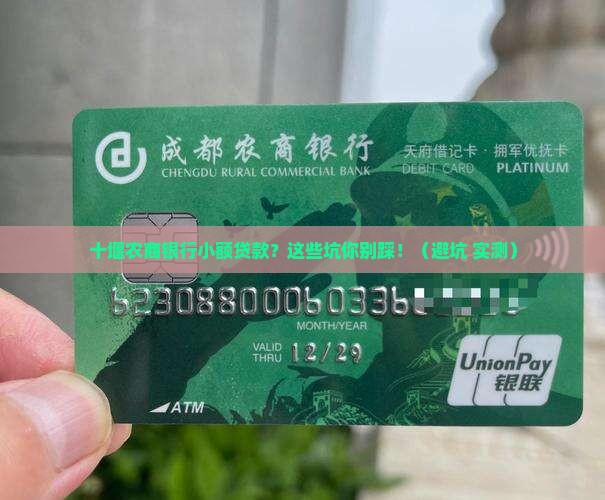 成都农商银行
CHENGDU RURAL COMMERCIAL BANK
天府借记卡·拥军优抚卡
DEBIT CARD PLATINUM
十堰农商银行小额贷款？这些坑你别踩！（避坑 实测）
62308800060336
MONTH/YEAR
VALID THRU 12/29
ATM
UnionPay
银联